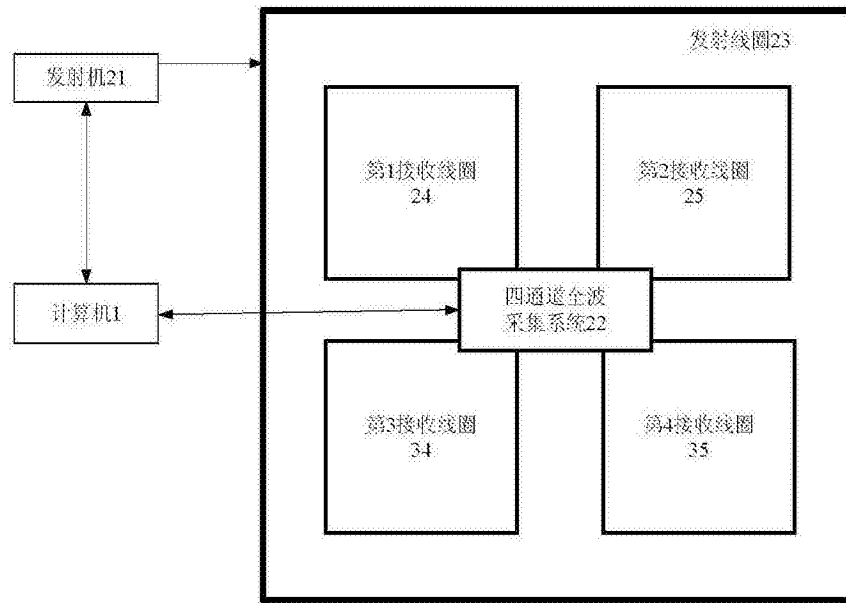 发射线圈23
发射机21
第1接收线圈
24
第2接收线圈
25
计算机1
四通道全波
采集系统22
第3接收线圈
34
第4接收线圈
35